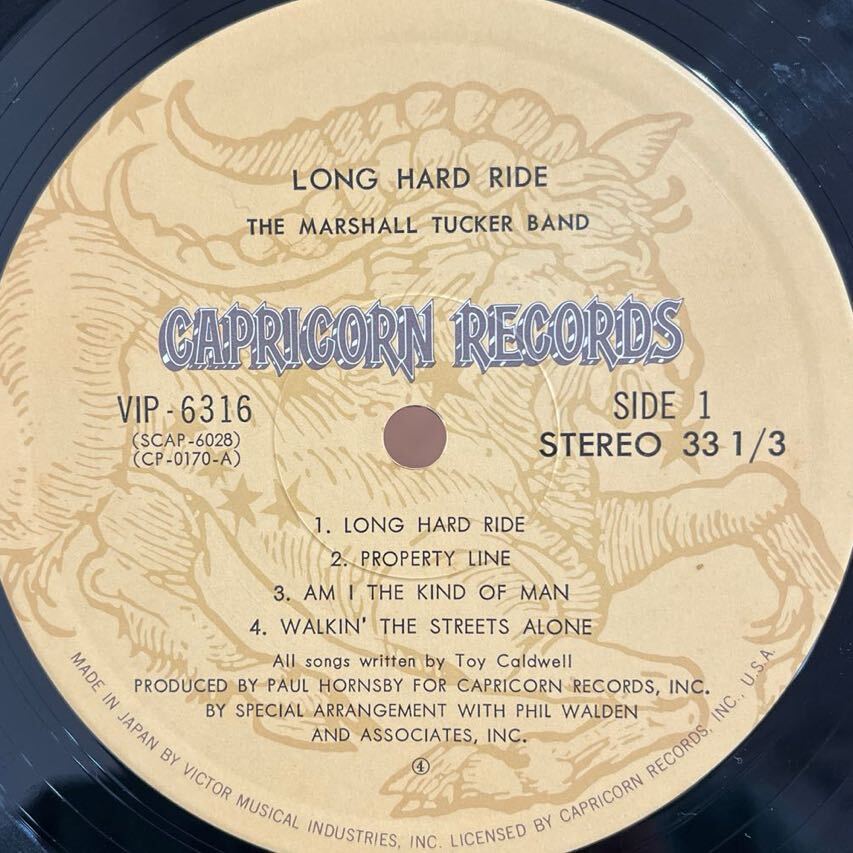 LONG HARD RIDE
THE MARSHALL TUCKER BAND
CAPRICORN RECORDS
VIP-6316
(SCAP-6028)
(CP-0170-A)
SIDE 1
STEREO 33 1/3
1. LONG HARD RIDE
2. PROPERTY LINE
3. AM I THE KIND OF MAN
4. WALKIN' THE STREETS ALONE
All songs written by Toy Caldwell
PRODUCED BY PAUL HORNSBY FOR CAPRICORN RECORDS, INC.
BY SPECIAL ARRANGEMENT WITH PHIL WALDEN
AND ASSOCIATES, INC.
④
MADE IN JAPAN BY VICTOR MUSICAL INDUSTRIES, INC. LICENSED BY CAPRICORN RECORDS, INC., U.S.A.